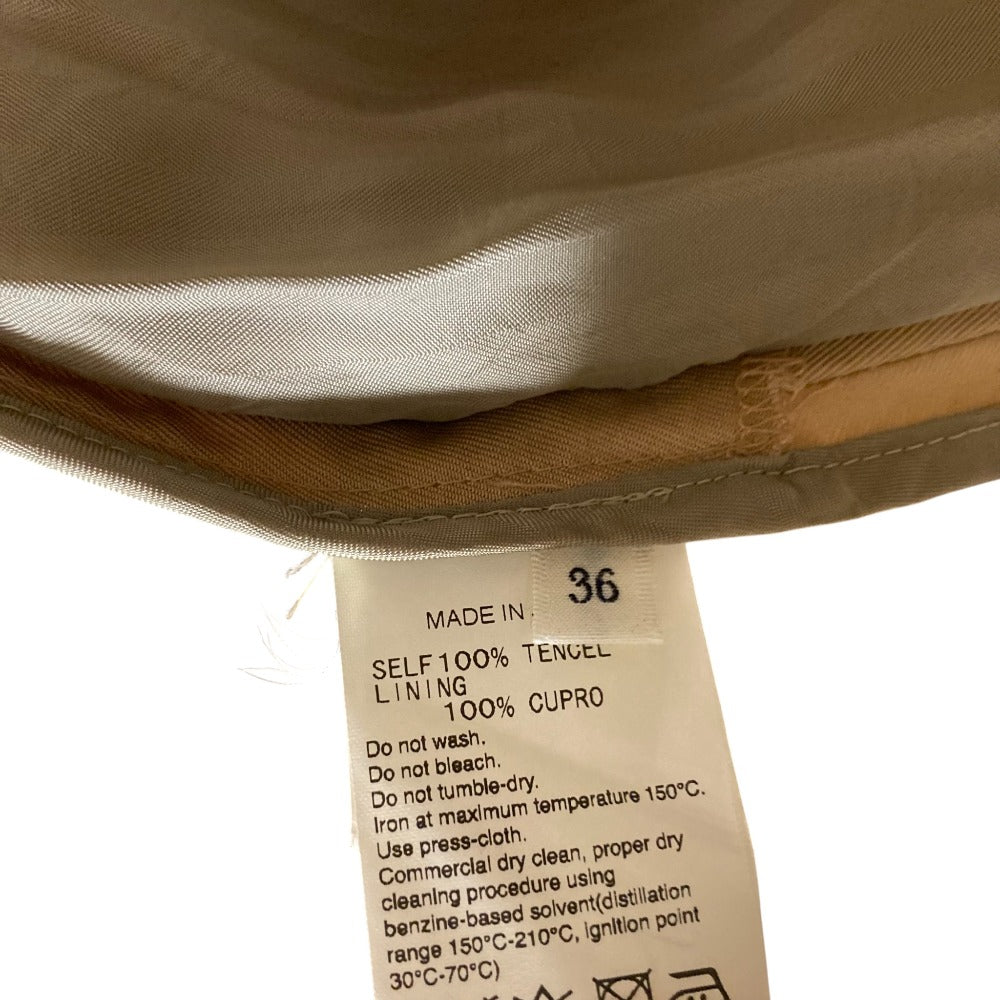 36
MADE IN
SELF 100% TENCEL
LINING
100% CUPRO
Do not wash.
Do not bleach.
Do not tumble-dry.
Iron at maximum temperature 150°C.
Use press-cloth.
Commercial dry clean, proper dry
cleaning procedure using
benzine-based solvent(distillation
range 150°C-210°C, ignition point
30°C-70°C)